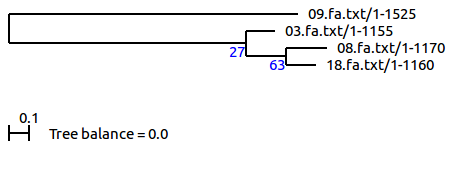 09.fa.txt/1-1525
03.fa.txt/1-1155
27
08.fa.txt/1-1170
63
18.fa.txt/1-1160
0.1
Tree balance = 0.0